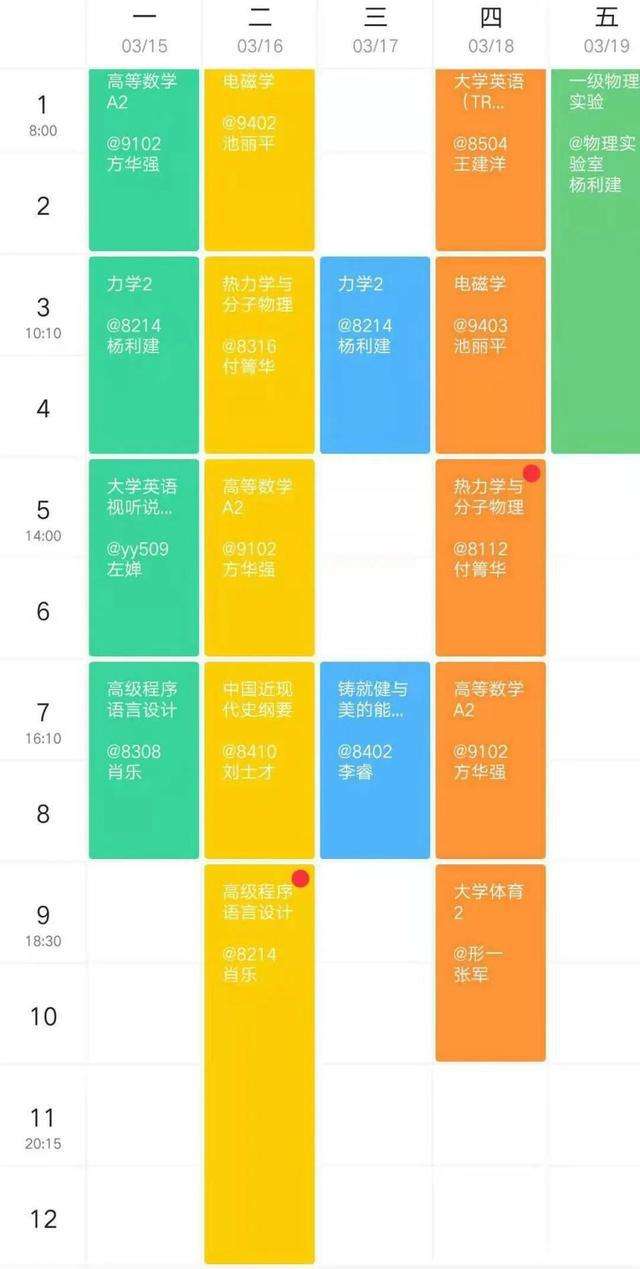 一 二 三 四 五
03/15 03/16 03/17 03/18 03/19
1
8:00
高等数学
A2
@9102
方华强
电磁学
@9402
池丽平
大学英语
（TR...
@8504
王建洋
一级物理
实验
@物理实
验室
杨利建
2
3
10:10
力学2
@8214
杨利建
热力学与
分子物理
@8316
付菁华
力学2
@8214
杨利建
电磁学
@9403
池丽平
4
5
14:00
大学英语
视听说...
@yy509
左婵
高等数学
A2
@9102
方华强
热力学与
分子物理
@8112
付菁华
6
7
16:10
高级程序
语言设计
@8308
肖乐
中国近现
代史纲要
@8410
刘士才
铸就健与
美的能...
@8402
李睿
高等数学
A2
@9102
方华强
8
9
18:30
高级程序
语言设计
@8214
肖乐
大学体育
2
@形一
张军
10
11
20:15
12